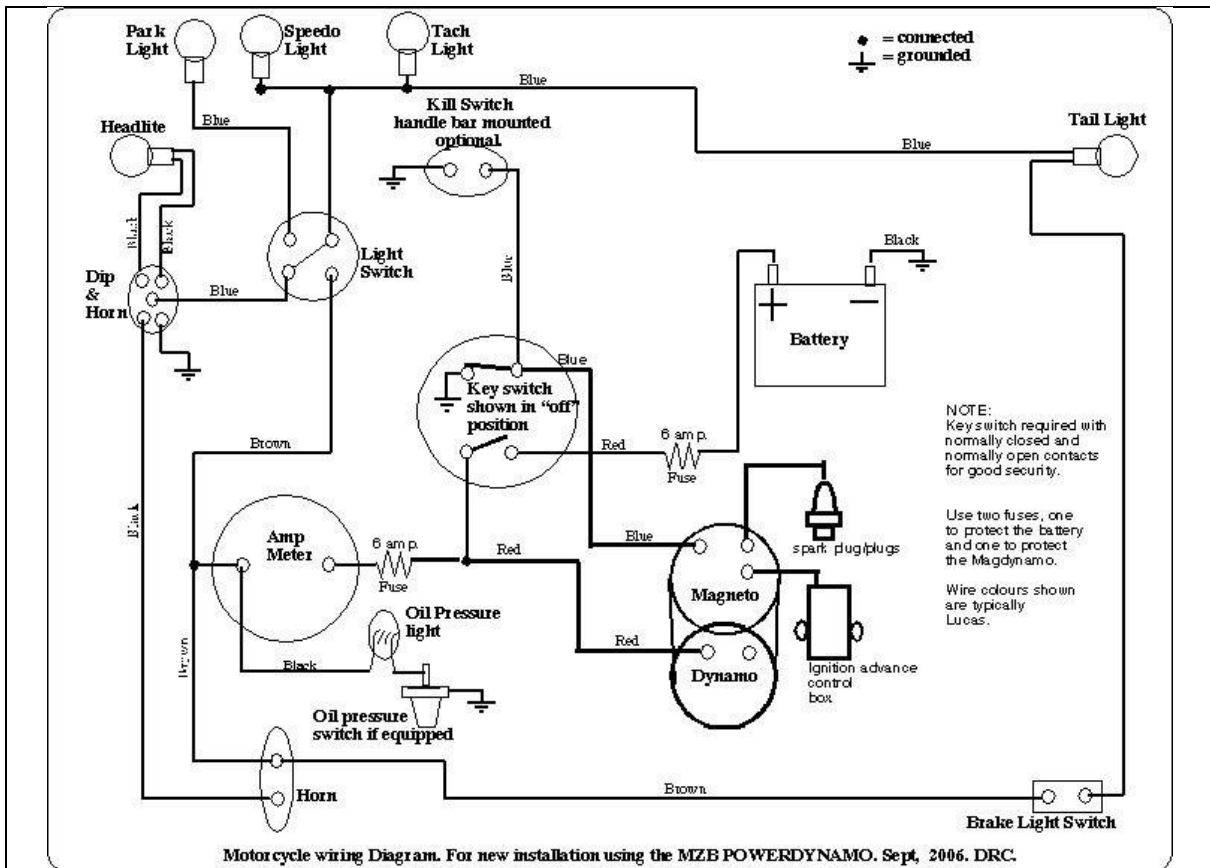 Park
Light
Speedo
Light
Tach
Light
= connected
= grounded
Blue
Kill Switch
handle bar mounted
optional.
Blue
Headlite
Tail Light
Blue
Black
Black
Light
Switch
Blue
Black
Dip
&
Horn
Blue
Battery
Blue
Key switch
shown in "off"
position
Brown
Red
6 amp.
Fuse
NOTE:
Key switch required with
normally closed and
normally open contacts
for good security.
Use two fuses, one
to protect the battery
and one to protect
the Magdynamo.
Wire colours shown
are typically
Lucas.
Black
Amp
Meter
6 amp.
Fuse
Red
Blue
spark plug/plugs
Magneto
Oil Pressure
light
Red
Dynamo
Ignition advance
control
box
Brown
Black
Oil pressure
switch if equipped
Horn
Brown
Brake Light Switch
Motorcycle wiring Diagram. For new installation using the MZB POWERDYNAMO. Sept, 2006. DRC.